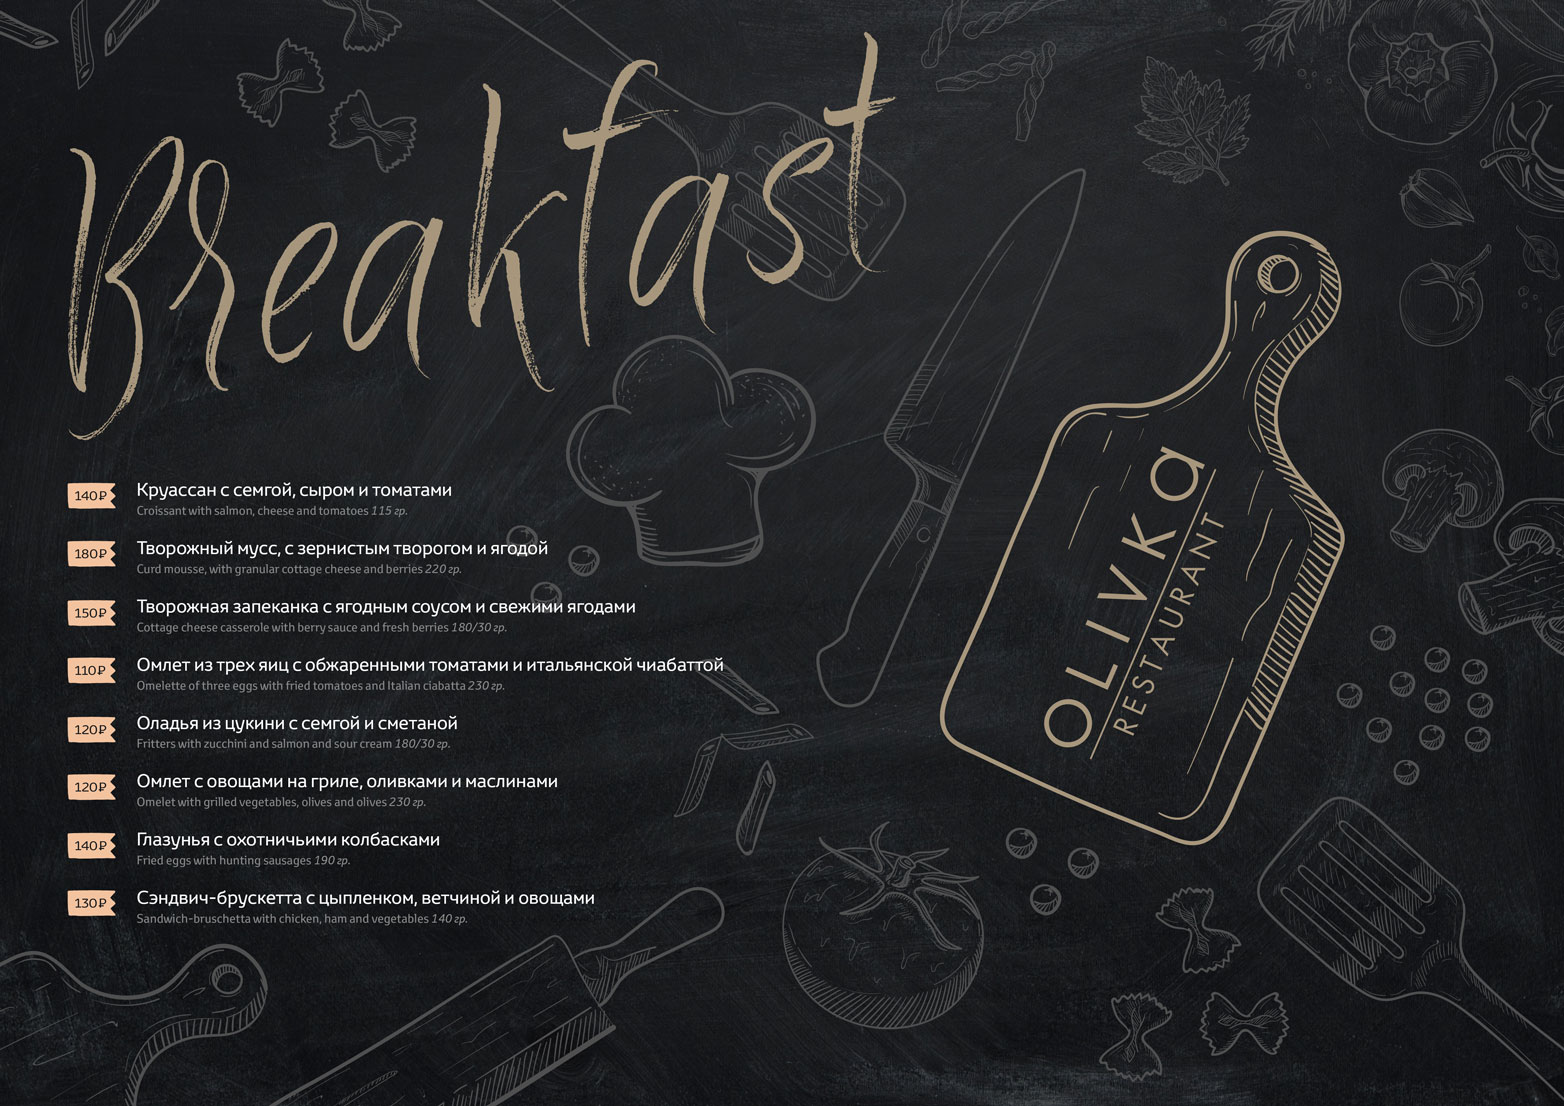 Breakfast
140₽ Круассан с семгой, сыром и томатами
Croissant with salmon, cheese and tomatoes 115 гр.
180₽ Творожный мусс, с зернистым творогом и ягодой
Curd mousse, with granular cottage cheese and berries 220 гр.
150₽ Творожная запеканка с ягодным соусом и свежими ягодами
Cottage cheese casserole with berry sauce and fresh berries 180/30 гр.
110₽ Омлет из трех яиц с обжаренными томатами и итальянской чиабаттой
Omelette of three eggs with fried tomatoes and Italian ciabatta 230 гр.
120₽ Оладья из цукини с семгой и сметаной
Fritters with zucchini and salmon and sour cream 180/30 гр.
120₽ Омлет с овощами на гриле, оливками и маслинами
Omelet with grilled vegetables, olives and olives 230 гр.
140₽ Глазунья с охотничьими колбасками
Fried eggs with hunting sausages 190 гр.
130₽ Сэндвич-брускетта с цыпленком, ветчиной и овощами
Sandwich-bruschetta with chicken, ham and vegetables 140 гр.
OLIVKa
RESTAURANT